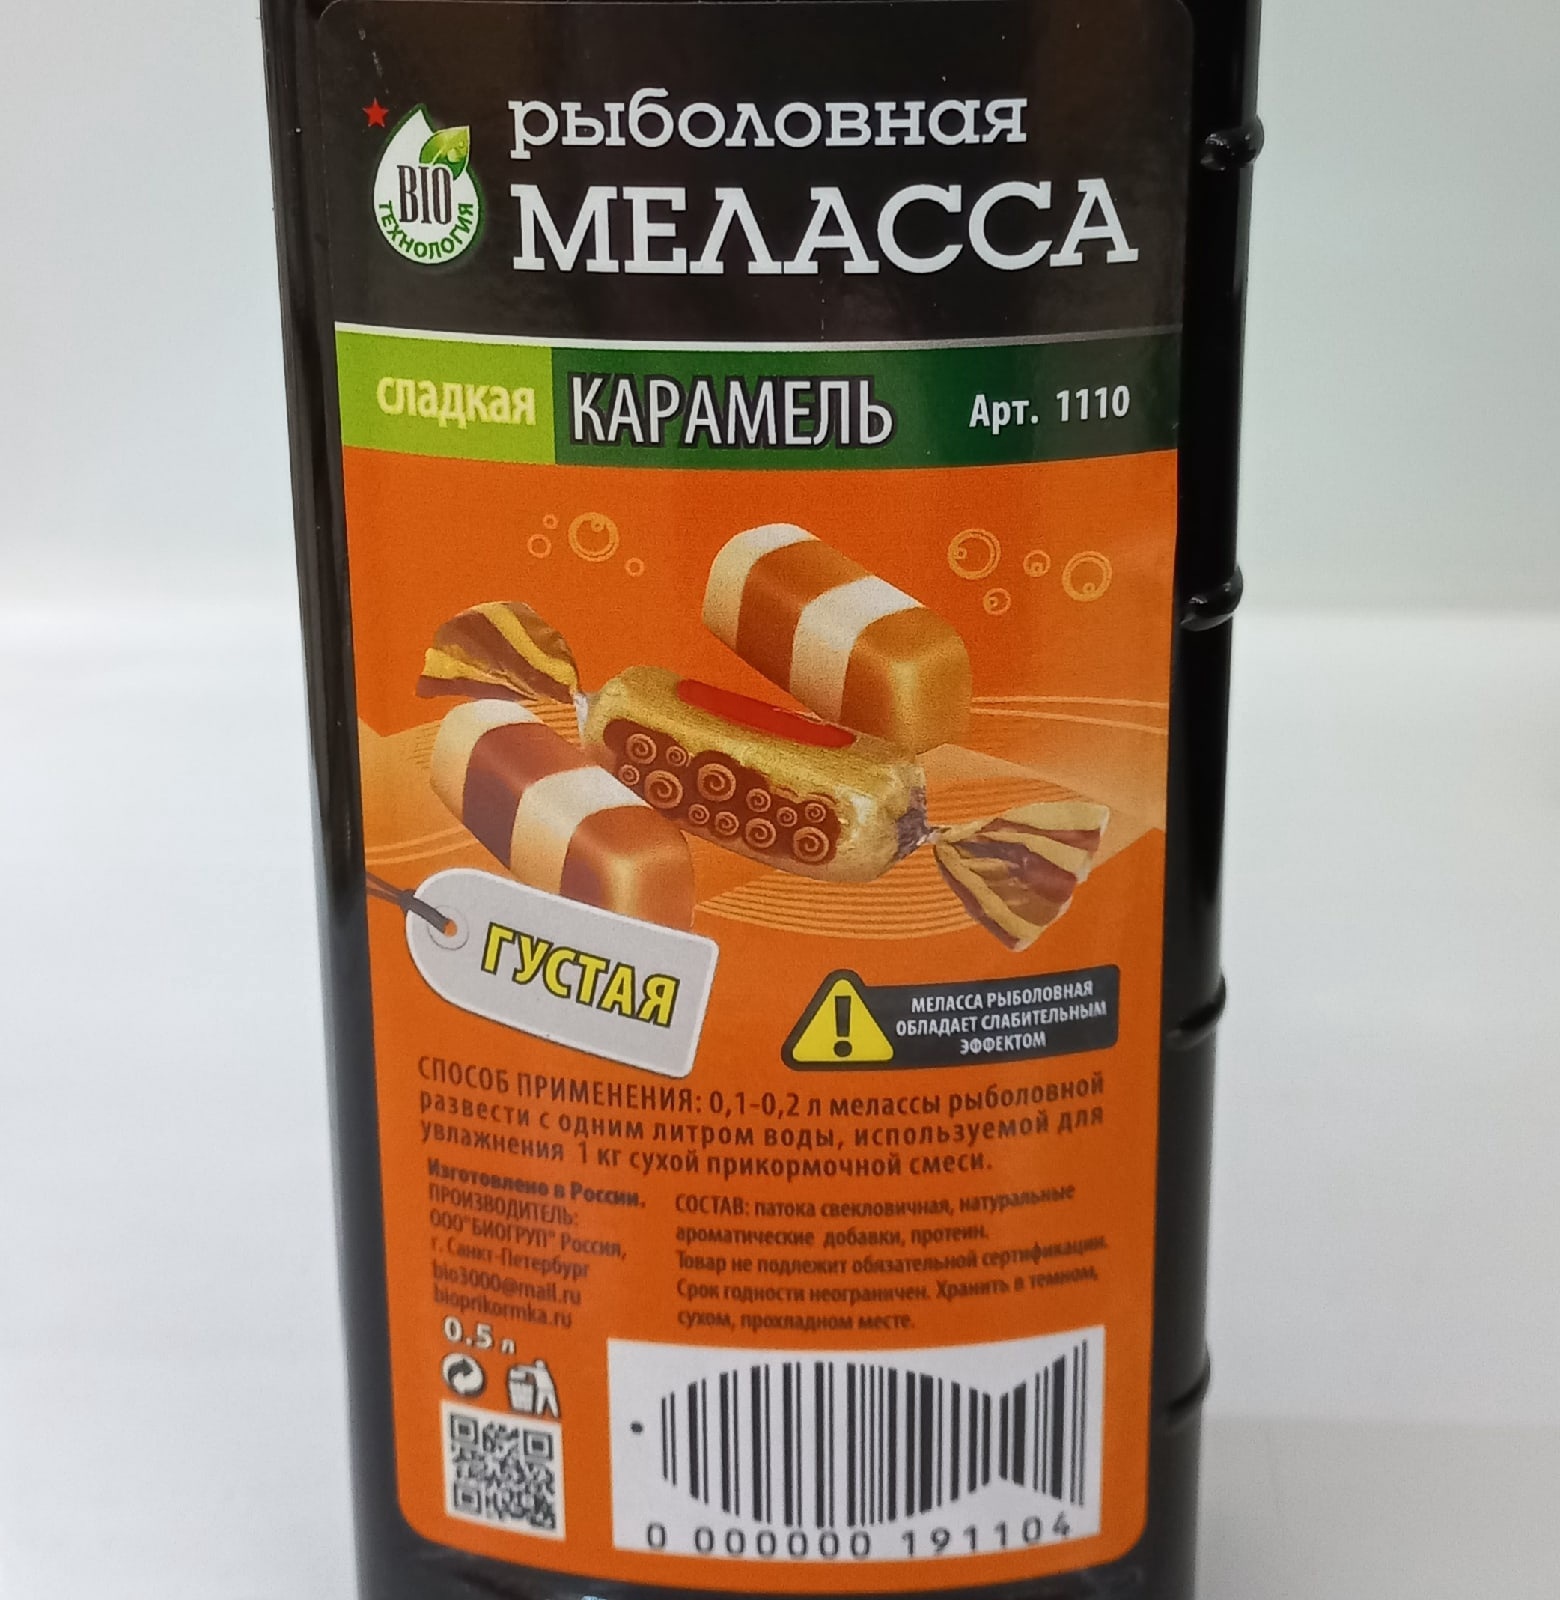 рыболовная
МЕЛАССА
BIO
ТЕХНОЛОГИЯ
сладкая КАРАМЕЛЬ Арт. 1110
ГУСТАЯ
МЕЛАССА РЫБОЛОВНАЯ
ОБЛАДАЕТ СЛАБИТЕЛЬНЫМ
ЭФФЕКТОМ
СПОСОБ ПРИМЕНЕНИЯ: 0,1-0,2 л мелассы рыболовной
развести с одним литром воды, используемой для
увлажнения 1 кг сухой прикормочной смеси.
Изготовлено в России.
ПРОИЗВОДИТЕЛЬ:
ООО"БИОГРУП" Россия,
г. Санкт-Петербург
bio3000@mail.ru
bioprikormka.ru
0.5 л
СОСТАВ: патока свекловичная, натуральные
ароматические добавки, протеин.
Товар не подлежит обязательной сертификации.
Срок годности неограничен. Хранить в темном,
сухом, прохладном месте.
0 000000 191104